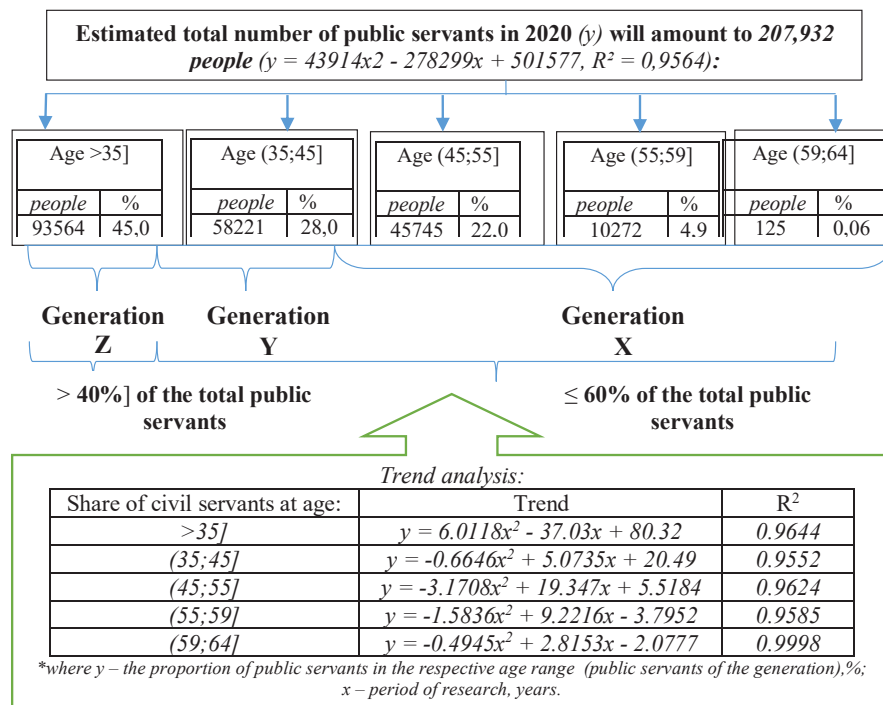 Estimated total number of public servants in 2020 (y) will amount to 207,932
people (y = 43914x2 - 278299x + 501577, R² = 0,9564):
Age >35]
people %
93564 45,0
Age (35;45]
people %
58221 28,0
Age (45;55]
people %
45745 22,0
Age (55;59]
people %
10272 4,9
Age (59;64]
people %
125 0,06
Generation
Z
Generation
Y
Generation
X
> 40%] of the total public
servants
≤ 60% of the total public
servants
Trend analysis:
Share of civil servants at age: Trend R²
>35] y = 6.0118x² - 37.03x + 80.32 0.9644
(35;45] y = -0.6646x² + 5.0735x + 20.49 0.9552
(45;55] y = -3.1708x² + 19.347x + 5.5184 0.9624
(55;59] y = -1.5836x² + 9.2216x - 3.7952 0.9585
(59;64] y = -0.4945x² + 2.8153x - 2.0777 0.9998
*where y – the proportion of public servants in the respective age range (public servants of the generation),%;
x – period of research, years.